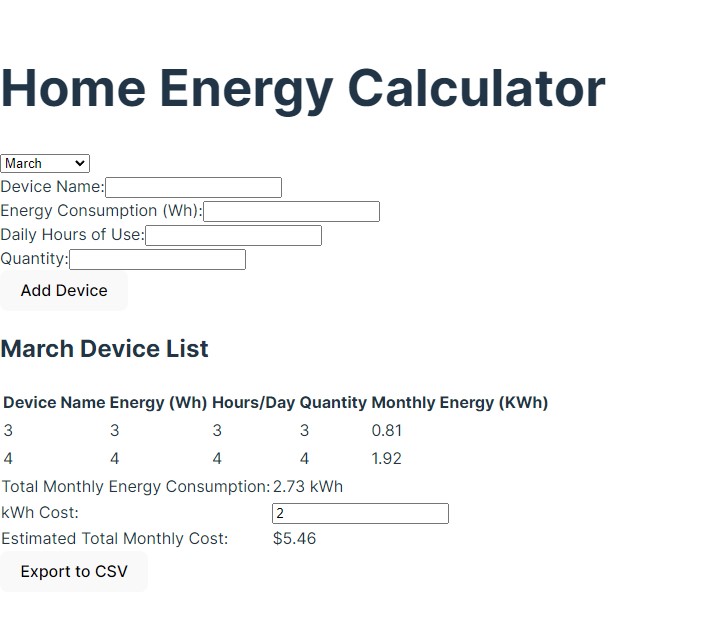 Home Energy Calculator
March
Device Name:
Energy Consumption (Wh):
Daily Hours of Use:
Quantity:
Add Device
March Device List
Device Name Energy (Wh) Hours/Day Quantity Monthly Energy (KWh)
3 3 3 3 0.81
4 4 4 4 1.92
Total Monthly Energy Consumption: 2.73 kWh
kWh Cost: 2
Estimated Total Monthly Cost: $5.46
Export to CSV